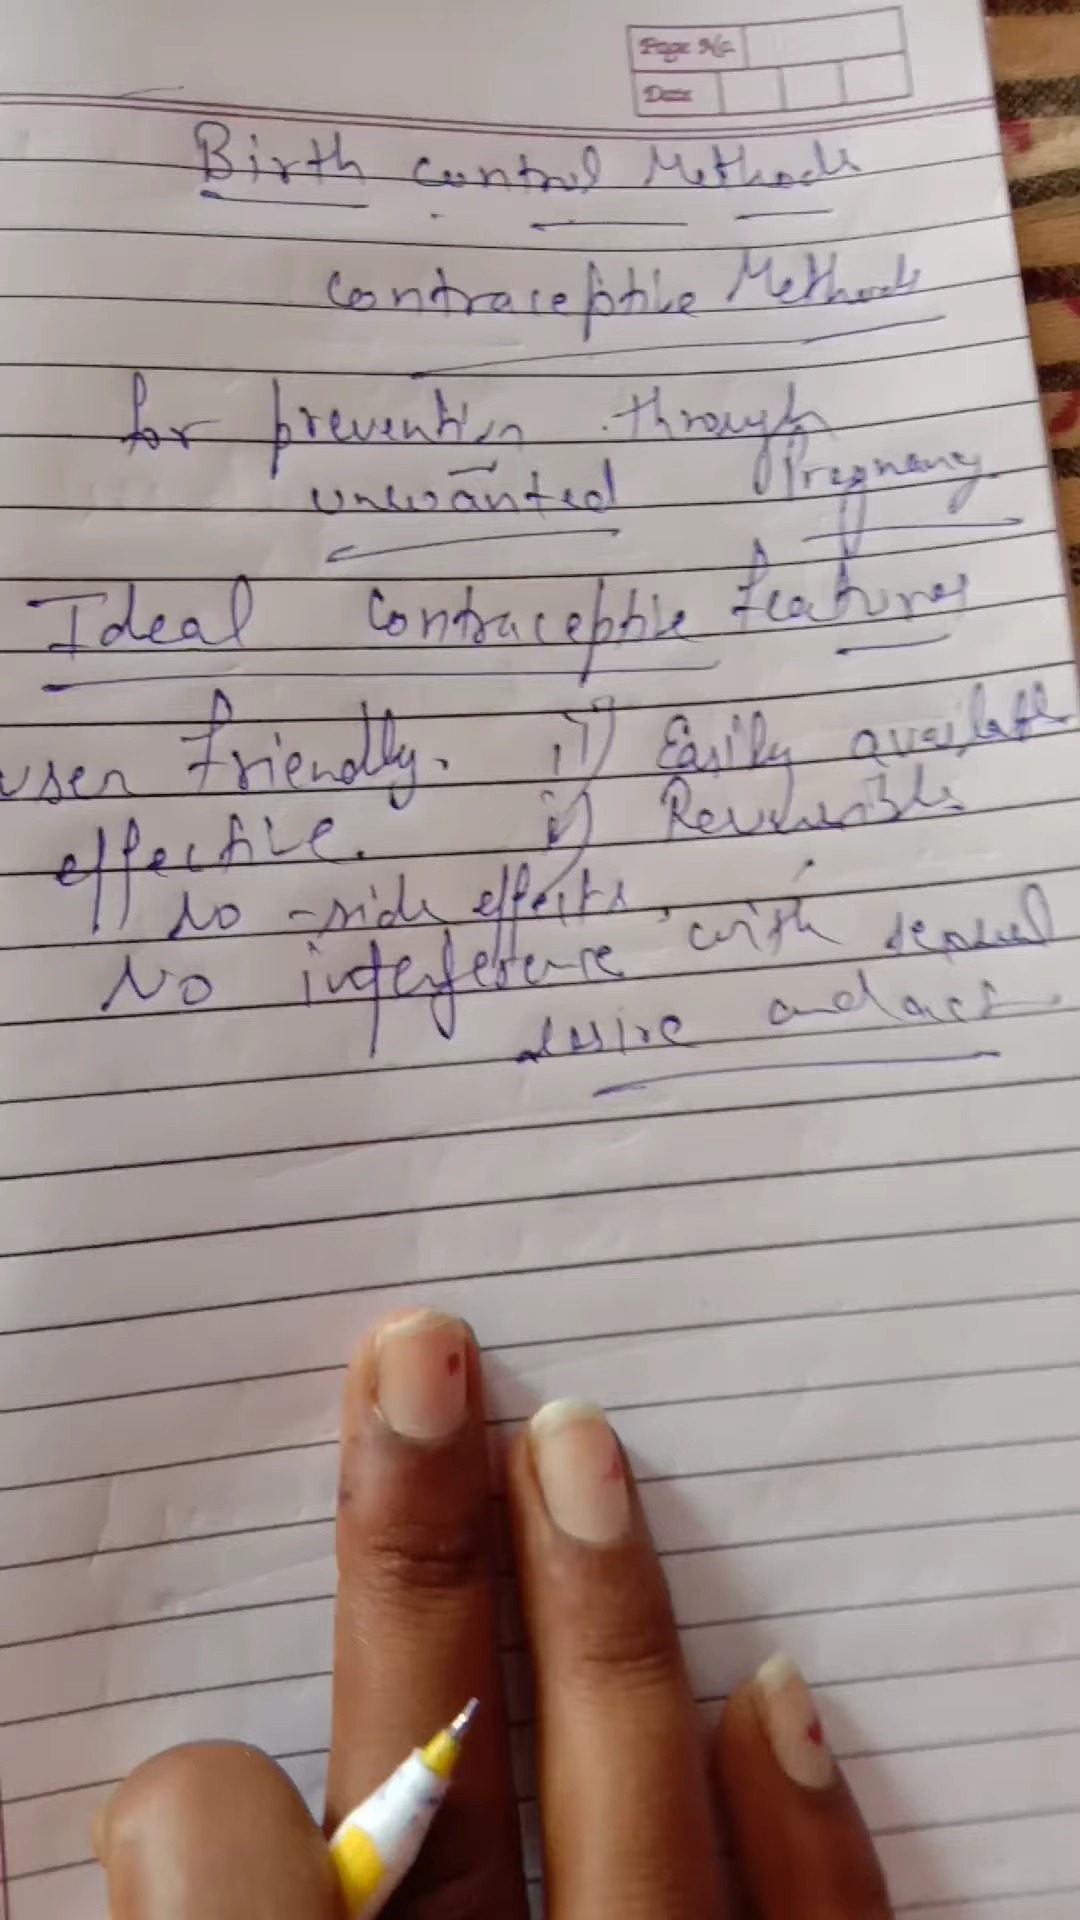 Page No.
Date
Birth control Methods
contraceptive Methods
for prevention through
unwanted Pregnancy
Ideal contraceptive features
user friendly. ii) Easily available
effective. Reversible
No -side effects.
No interference with sexual
desire and act